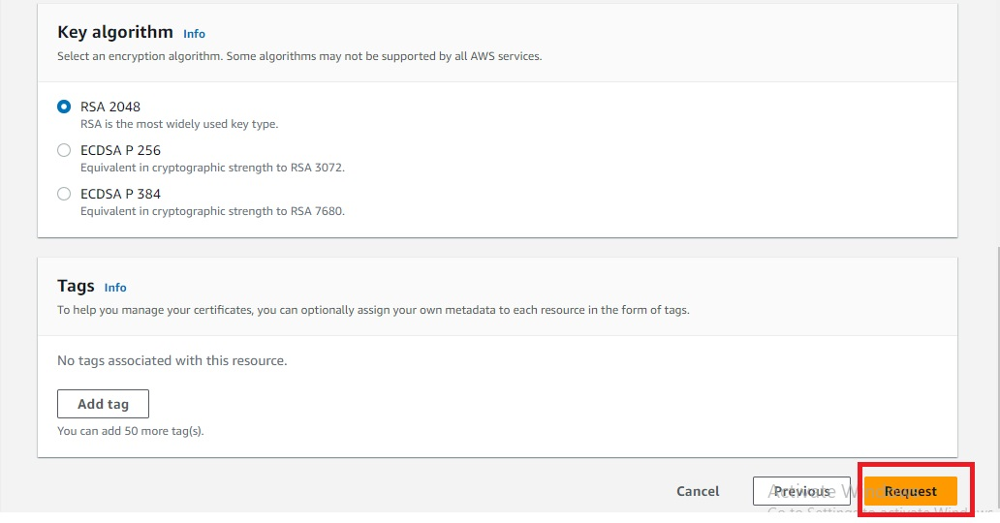 Key algorithm Info
Select an encryption algorithm. Some algorithms may not be supported by all AWS services.
RSA 2048
RSA is the most widely used key type.
ECDSA P 256
Equivalent in cryptographic strength to RSA 3072.
ECDSA P 384
Equivalent in cryptographic strength to RSA 7680.
Tags Info
To help you manage your certificates, you can optionally assign your own metadata to each resource in the form of tags.
No tags associated with this resource.
Add tag
You can add 50 more tag(s).
Cancel Previous Request
Activate
Go to Settings to activate